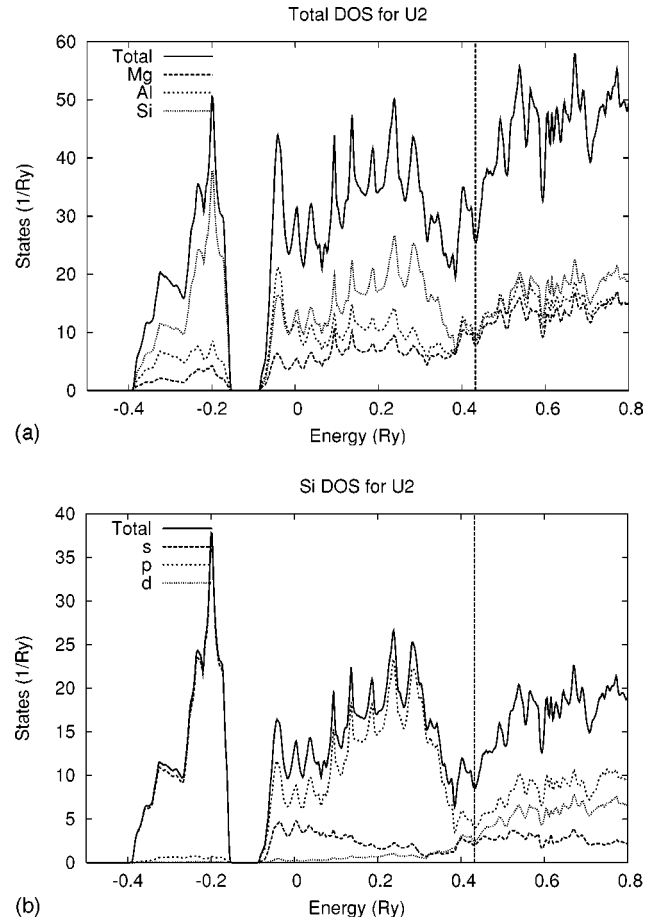 Total DOS for U2
60
50
40
30
20
10
0
States (1/Ry)
Total
Mg
Al
Si
-0.4
-0.2
0
0.2
0.4
0.6
0.8
Energy (Ry)
(a)
Si DOS for U2
40
35
30
25
20
15
10
5
0
States (1/Ry)
Total
s
p
d
-0.4
-0.2
0
0.2
0.4
0.6
0.8
Energy (Ry)
(b)